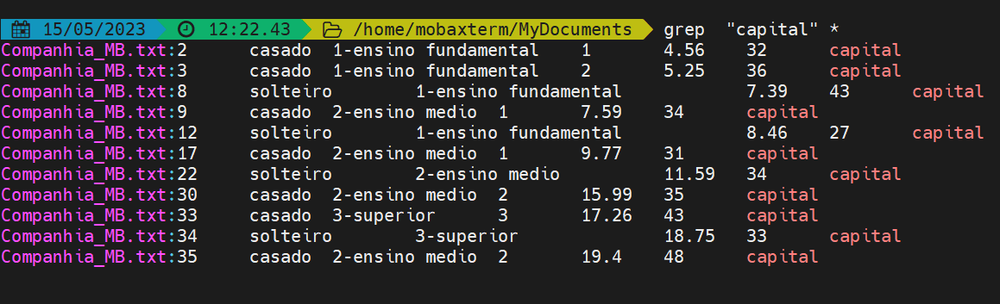 15/05/2023 12:22.43 /home/mobaxterm/MyDocuments grep "capital" *
Companhia_MB.txt:2 casado 1-ensino fundamental 1 4.56 32 capital
Companhia_MB.txt:3 casado 1-ensino fundamental 2 5.25 36 capital
Companhia_MB.txt:8 solteiro 1-ensino fundamental 7.39 43 capital
Companhia_MB.txt:9 casado 2-ensino medio 1 7.59 34 capital
Companhia_MB.txt:12 solteiro 1-ensino fundamental 8.46 27 capital
Companhia_MB.txt:17 casado 2-ensino medio 1 9.77 31 capital
Companhia_MB.txt:22 solteiro 2-ensino medio 11.59 34 capital
Companhia_MB.txt:30 casado 2-ensino medio 2 15.99 35 capital
Companhia_MB.txt:33 casado 3-superior 3 17.26 43 capital
Companhia_MB.txt:34 solteiro 3-superior 18.75 33 capital
Companhia_MB.txt:35 casado 2-ensino medio 2 19.4 48 capital